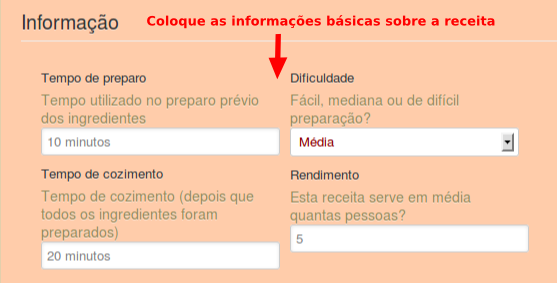 Informação
Coloque as informações básicas sobre a receita
Tempo de preparo
Tempo utilizado no preparo prévio
dos ingredientes
10 minutos
Dificuldade
Fácil, mediana ou de difícil
preparação?
Média
Tempo de cozimento
Tempo de cozimento (depois que
todos os ingredientes foram
preparados)
20 minutos
Rendimento
Esta receita serve em média
quantas pessoas?
5